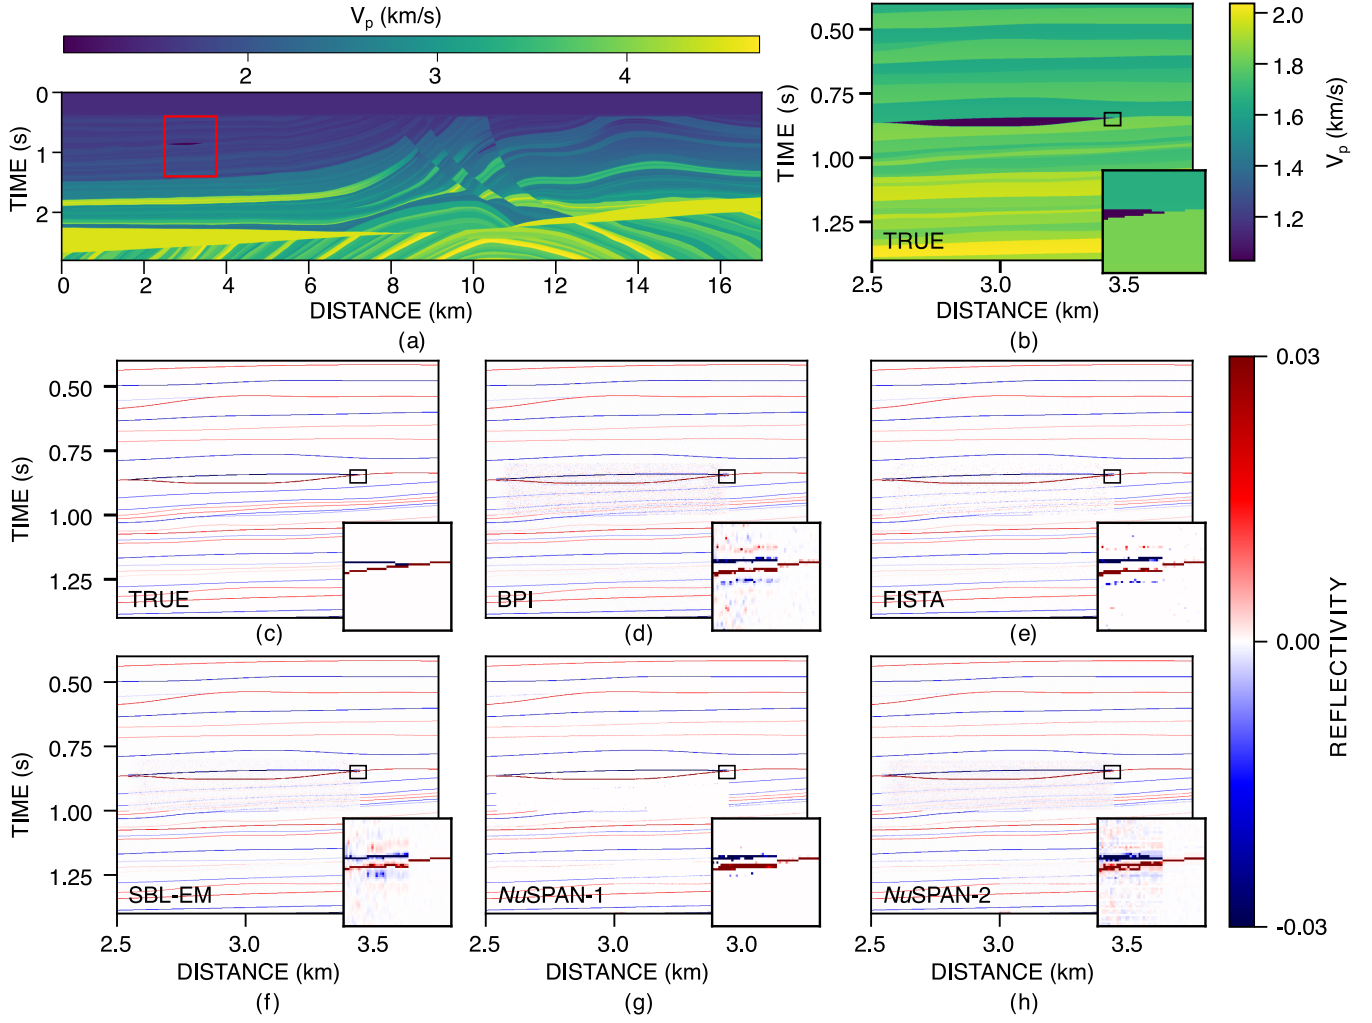 V_p (km/s)
2 3 4
0
1
2
TIME (s)
0 2 4 6 8 10 12 14 16
DISTANCE (km)
(a)
0.50
0.75
1.00
1.25
TIME (s)
TRUE
2.5 3.0 3.5
DISTANCE (km)
(b)
2.0
1.8
1.6
1.4
1.2
V_p (km/s)
0.50
0.75
1.00
1.25
TIME (s)
TRUE
(c)
BPI
(d)
FISTA
(e)
0.50
0.75
1.00
1.25
TIME (s)
SBL-EM
2.5 3.0 3.5
DISTANCE (km)
(f)
NuSPAN-1
2.5 3.0
DISTANCE (km)
(g)
NuSPAN-2
2.5 3.0 3.5
DISTANCE (km)
(h)
0.03
0.00
-0.03
REFLECTIVITY